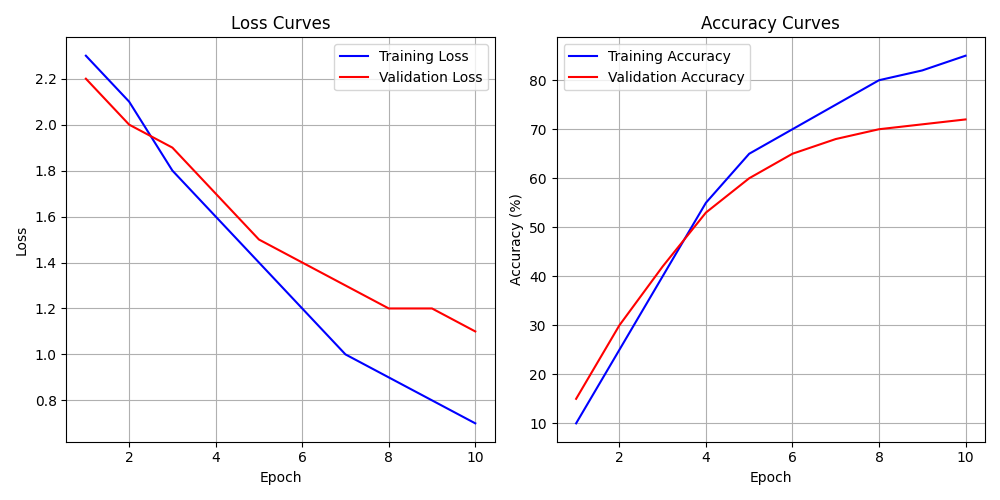 Loss Curves
Training Loss
Validation Loss
2.2
2.0
1.8
1.6
1.4
1.2
1.0
0.8
Loss
2 4 6 8 10
Epoch
Accuracy Curves
Training Accuracy
Validation Accuracy
80
70
60
50
40
30
20
10
Accuracy (%)
2 4 6 8 10
Epoch